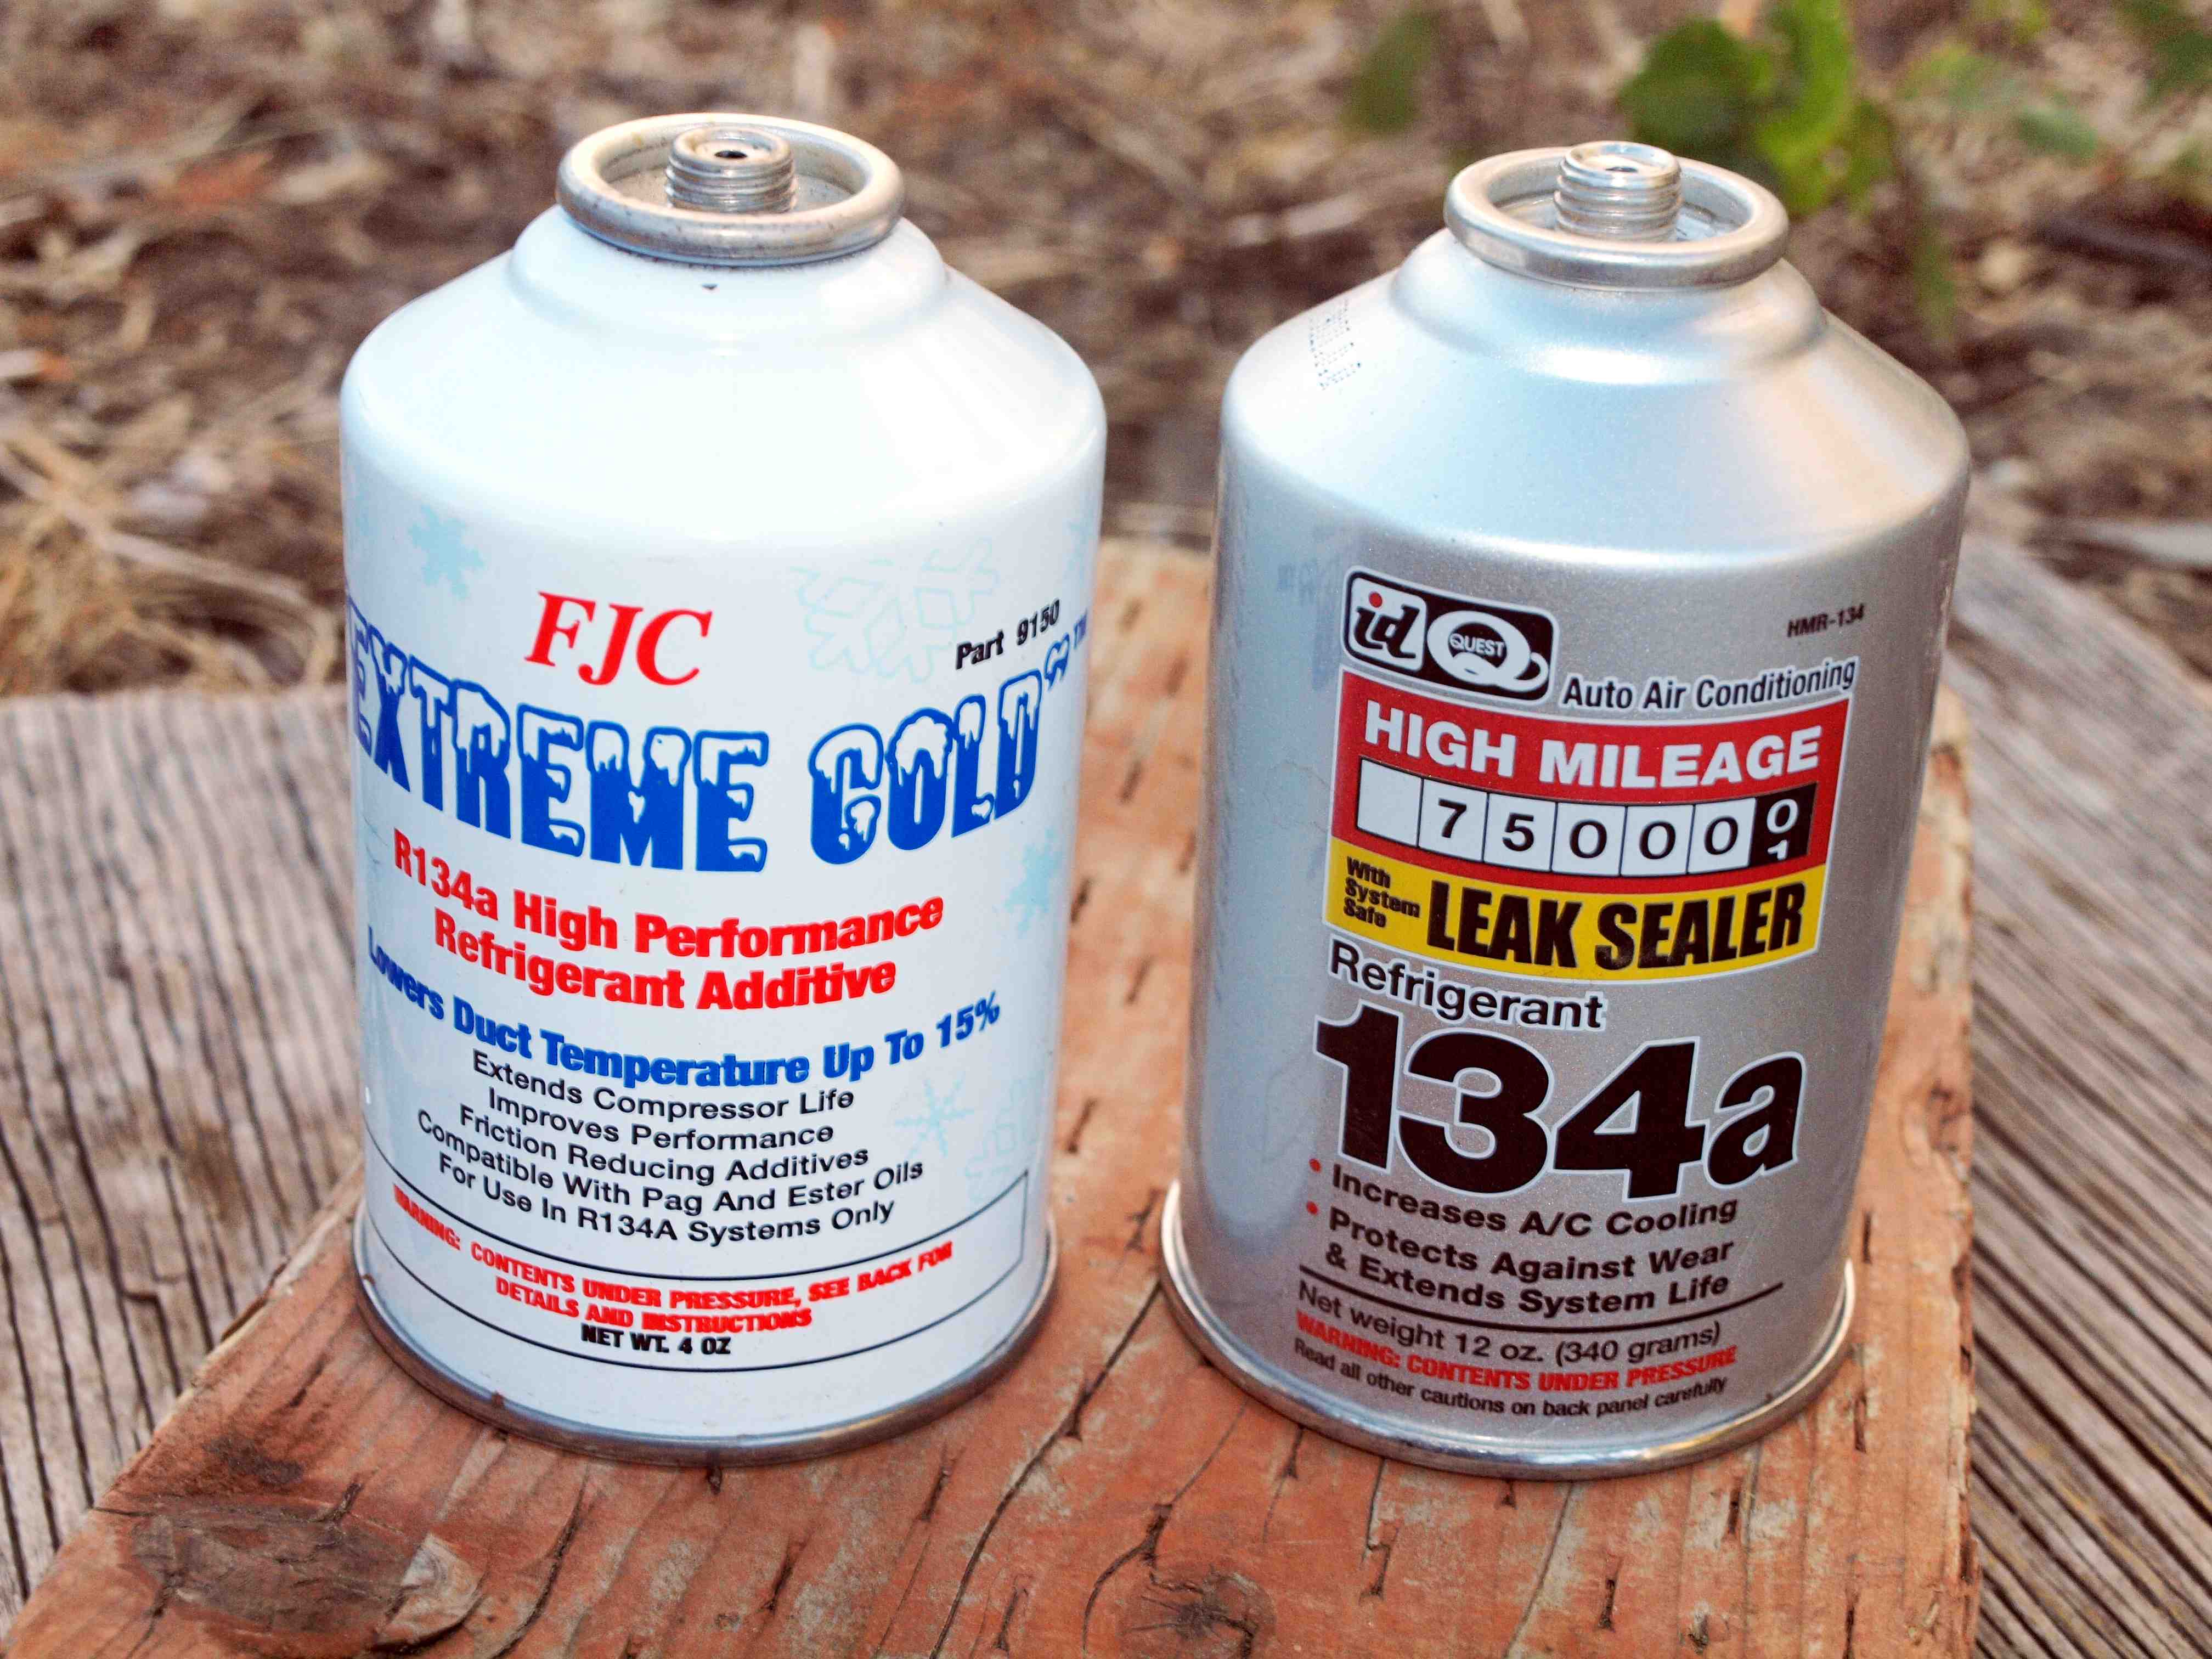 FJC
Part 9150
EXTREME COLD™
R134a High Performance
Refrigerant Additive
Lowers Duct Temperature Up To 15%
Extends Compressor Life
Improves Performance
Friction Reducing Additives
Compatible With Pag And Ester Oils
For Use In R134A Systems Only
WARNING: CONTENTS UNDER PRESSURE, SEE BACK FOR
DETAILS AND INSTRUCTIONS
NET WT. 4 OZ
id QUEST
HMR-134
Auto Air Conditioning
HIGH MILEAGE
75000 0
1
With
System
Safe
LEAK SEALER
Refrigerant
134a
• Increases A/C Cooling
• Protects Against Wear
& Extends System Life
Net weight 12 oz. (340 grams)
WARNING: CONTENTS UNDER PRESSURE
Read all other cautions on back panel carefully